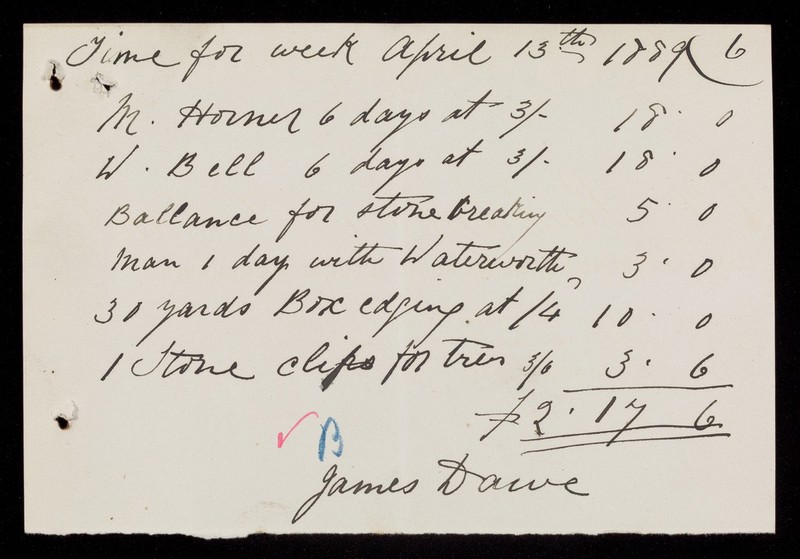 Time for week April 13th 1889 6
M. Horner 6 days at 3/- 18 . 0
W. Bell 6 days at 3/- 18 . 0
Ballance for stone breaking 5 . 0
Man 1 day with Waterworth 3 . 0
30 yards Box edging at /4 10 . 0
1 Stone clips for trees 3/6 3 . 6
£2 . 17 6
B
James Dawe